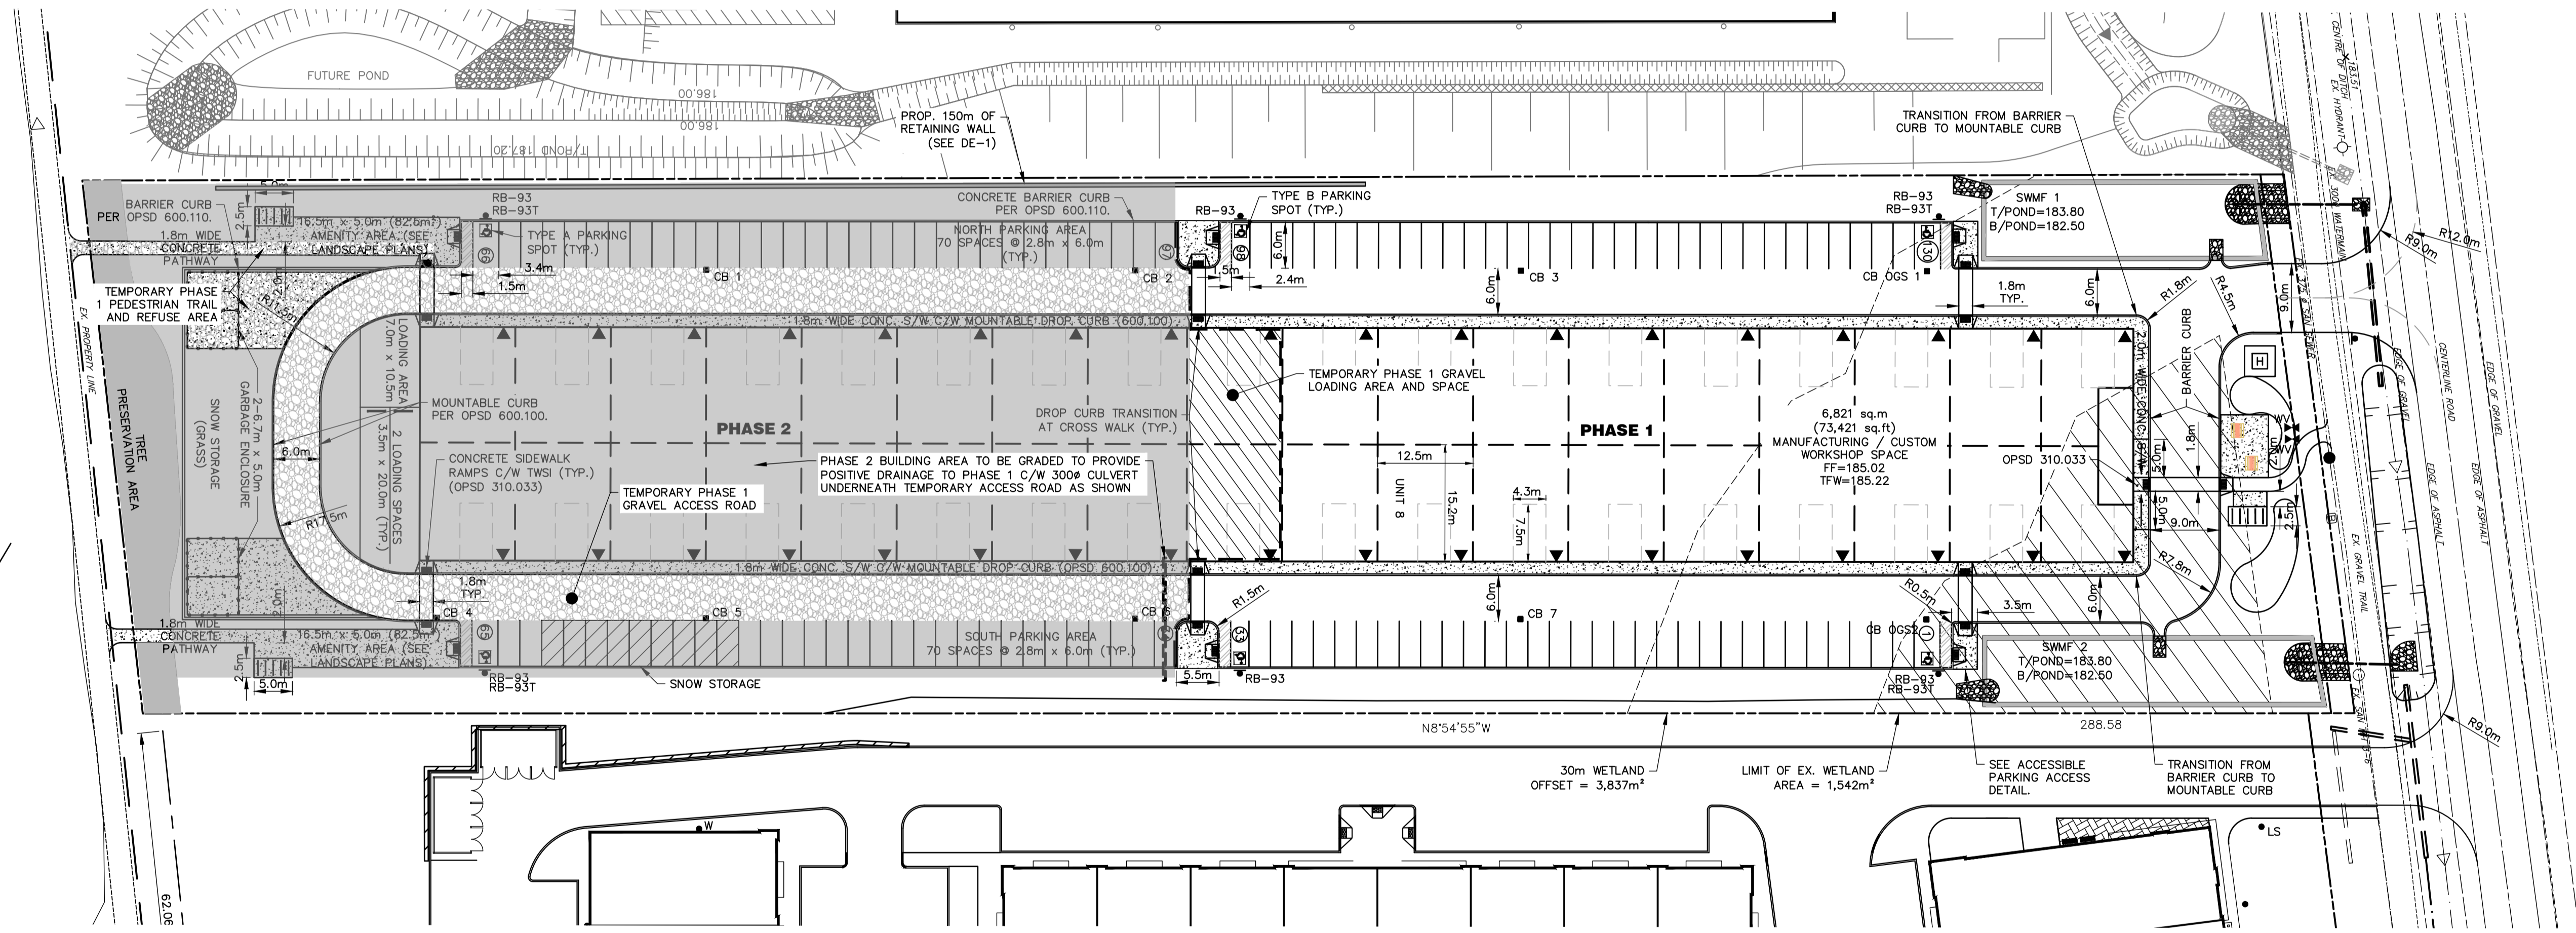 CENTRE OF DITCH
183.51
EX. HYDRANT
FUTURE POND
186.00
186.00
T/POND 187.20
PROP. 150m OF
RETAINING WALL
(SEE DE-1)
TRANSITION FROM BARRIER
CURB TO MOUNTABLE CURB
5.0m
2.5m
BARRIER CURB
PER OPSD 600.110.
16.5m x 5.0m (82.6m²)
AMENITY AREA (SEE
LANDSCAPE PLANS)
1.8m WIDE
CONCRETE
PATHWAY
RB-93
RB-93T
TYPE A PARKING
SPOT (TYP.)
66
3.4m
1.5m
CONCRETE BARRIER CURB
PER OPSD 600.110.
NORTH PARKING AREA
70 SPACES @ 2.8m x 6.0m
(TYP.)
97
RB-93
98
TYPE B PARKING
SPOT (TYP.)
6.0m
2.4m
RB-93
RB-93T
130
SWMF 1
T/POND=183.80
B/POND=182.50
R9.0m
R12.0m
CB 1
CB 2
CB 3
CB OGS 1
6.0m
1.8m
TYP.
6.0m
R1.8m
R4.5m
9.0m
TEMPORARY PHASE
1 PEDESTRIAN TRAIL
AND REFUSE AREA
R11.5m
1.8m WIDE CONC. S/W C/W MOUNTABLE DROP CURB (600.100)
EX. PROPERTY LINE
TREE
PRESERVATION AREA
SNOW STORAGE
(GRASS)
2-6.7m x 5.0m
GARBAGE ENCLOSURE
6.0m
R17.5m
LOADING AREA
7.0m x 10.5m
2 LOADING SPACES
3.5m x 20.0m (TYP.)
MOUNTABLE CURB
PER OPSD 600.100.
CONCRETE SIDEWALK
RAMPS C/W TWSI (TYP.)
(OPSD 310.033)
TEMPORARY PHASE 1
GRAVEL ACCESS ROAD
PHASE 2
DROP CURB TRANSITION
AT CROSS WALK (TYP.)
PHASE 2 BUILDING AREA TO BE GRADED TO PROVIDE
POSITIVE DRAINAGE TO PHASE 1 C/W 300ø CULVERT
UNDERNEATH TEMPORARY ACCESS ROAD AS SHOWN
TEMPORARY PHASE 1 GRAVEL
LOADING AREA AND SPACE
12.5m
UNIT 8
15.2m
4.3m
7.5m
PHASE 1
6,821 sq.m
(73,421 sq.ft)
MANUFACTURING / CUSTOM
WORKSHOP SPACE
FF=185.02
TFW=185.22
OPSD 310.033
BARRIER CURB
H
1.8m
5.0m
5.0m
9.0m
2.5m
R7.8m
WV
WV
CENTERLINE ROAD
EDGE OF GRAVEL
EDGE OF GRAVEL
EDGE OF ASPHALT
EDGE OF ASPHALT
EX. GRAVEL TRAIL
1.8m WIDE CONC. S/W C/W MOUNTABLE DROP CURB (OPSD 600.100)
1.8m
TYP.
CB 4
CB 5
CB 6
CB 7
CB OGS2
R1.5m
6.0m
R0.5m
3.5m
6.0m
1.8m WIDE
CONCRETE
PATHWAY
2.5m
5.0m
16.5m x 5.0m (82.5m²)
AMENITY AREA (SEE
LANDSCAPE PLANS)
65
RB-93
RB-93T
SNOW STORAGE
SOUTH PARKING AREA
70 SPACES @ 2.8m x 6.0m (TYP.)
33
5.5m
RB-93
1
RB-93
RB-93T
SWMF 2
T/POND=183.80
B/POND=182.50
N8°54'55"W
288.58
R9.0m
30m WETLAND
OFFSET = 3,837m²
LIMIT OF EX. WETLAND
AREA = 1,542m²
SEE ACCESSIBLE
PARKING ACCESS
DETAIL.
TRANSITION FROM
BARRIER CURB TO
MOUNTABLE CURB
W
LS
62.06